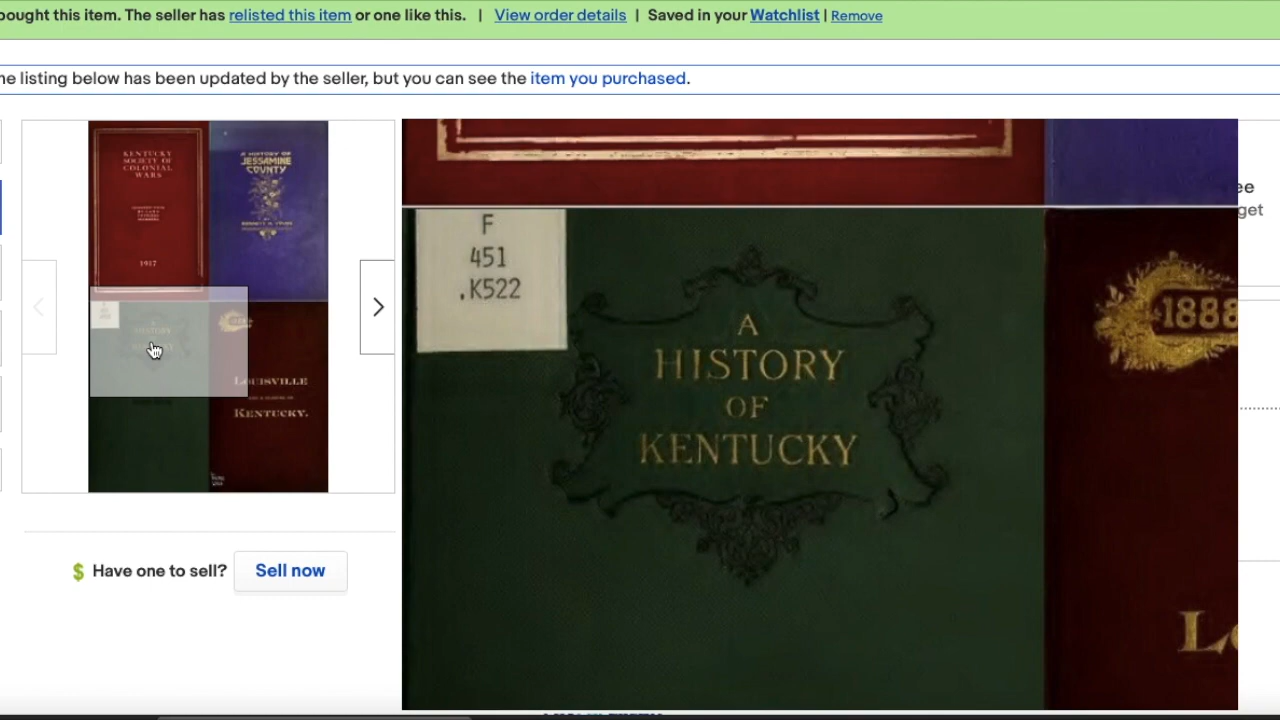 bought this item. The seller has relisted this item or one like this. | View order details | Saved in your Watchlist | Remove
he listing below has been updated by the seller, but you can see the item you purchased.
KENTUCKY
SOCIETY OF
COLONIAL
WARS
1917
A HISTORY OF
JESSAMINE
COUNTY
LOUISVILLE
KENTUCKY.
F
451
.K522
A
HISTORY
OF
KENTUCKY
1888
Lo
ee
get
$ Have one to sell? Sell now